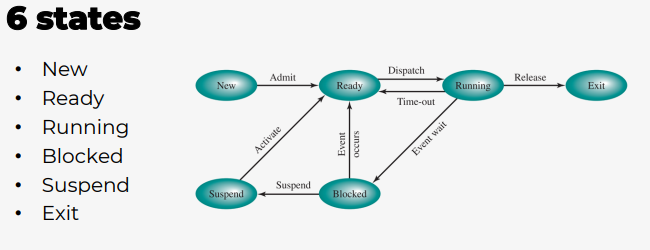 6 states
• New
• Ready
• Running
• Blocked
• Suspend
• Exit
New
Admit
Ready
Dispatch
Time-out
Running
Release
Exit
Activate
Event
occurs
Event wait
Suspend
Suspend
Blocked